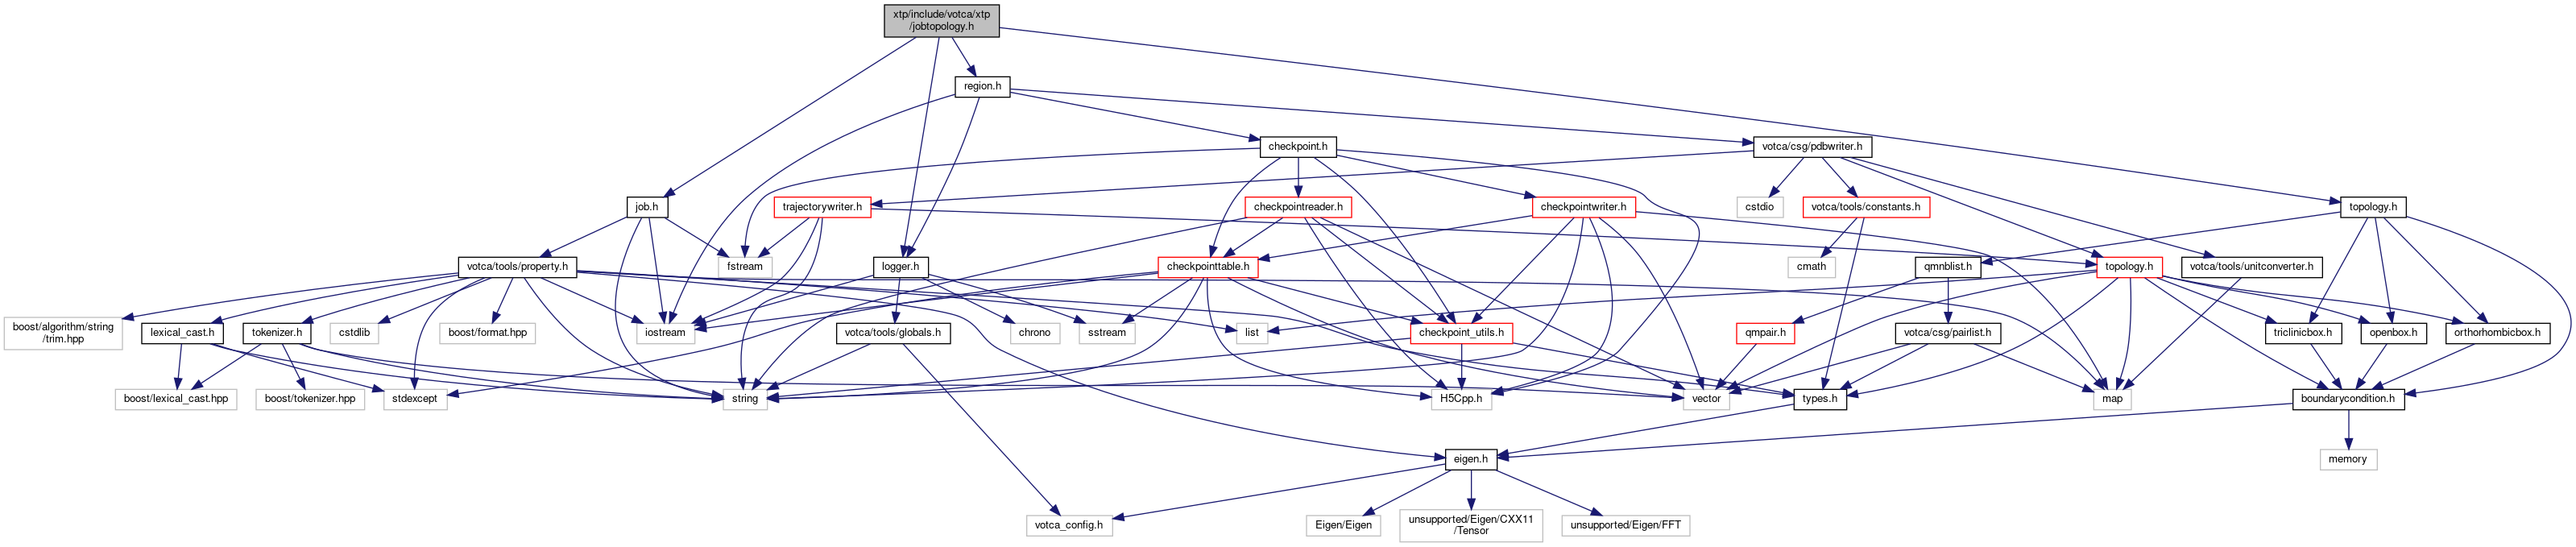 xtp/include/votca/xtp
/jobtopology.h
region.h
checkpoint.h
votca/csg/pdbwriter.h
job.h
trajectorywriter.h
checkpointreader.h
checkpointwriter.h
cstdio
votca/tools/constants.h
topology.h
votca/tools/property.h
fstream
logger.h
checkpointtable.h
cmath
qmnblist.h
topology.h
votca/tools/unitconverter.h
boost/algorithm/string
/trim.hpp
lexical_cast.h
tokenizer.h
cstdlib
boost/format.hpp
iostream
votca/tools/globals.h
chrono
sstream
list
checkpoint_utils.h
qmpair.h
votca/csg/pairlist.h
triclinicbox.h
openbox.h
orthorhombicbox.h
boost/lexical_cast.hpp
boost/tokenizer.hpp
stdexcept
string
H5Cpp.h
vector
types.h
map
boundarycondition.h
eigen.h
memory
votca_config.h
Eigen/Eigen
unsupported/Eigen/CXX11
/Tensor
unsupported/Eigen/FFT